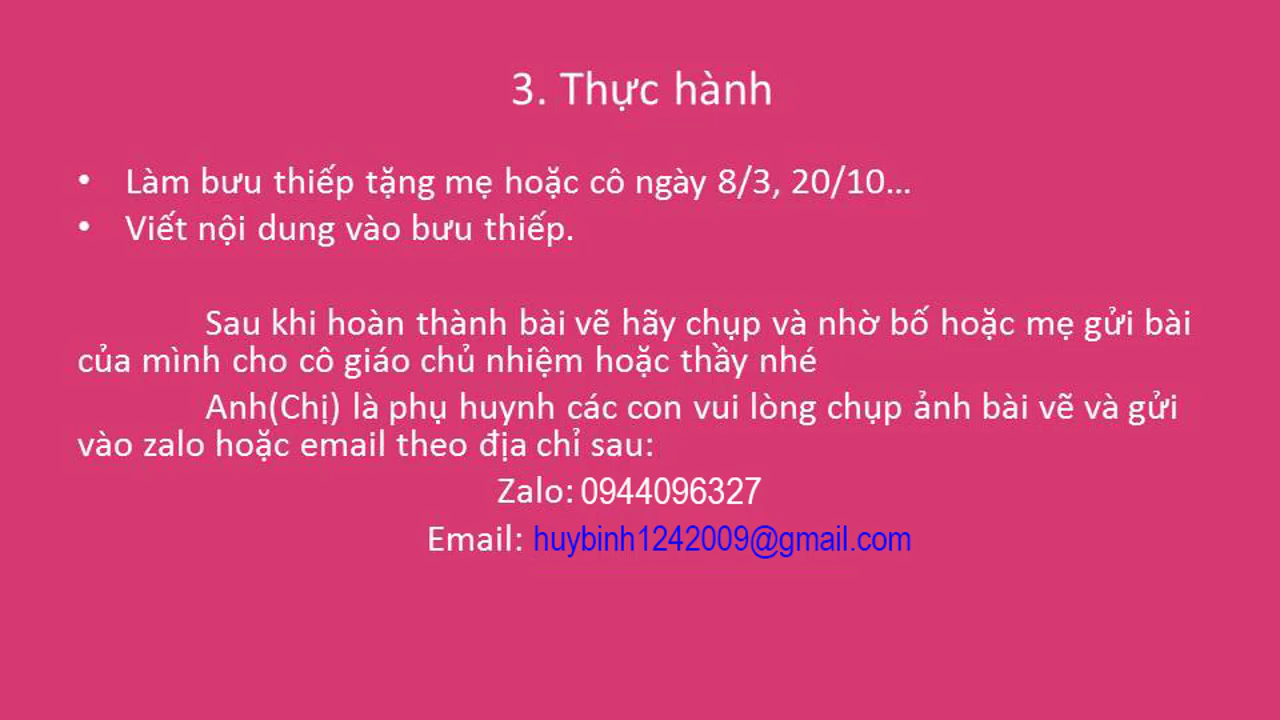 3. Thực hành
• Làm bưu thiếp tặng mẹ hoặc cô ngày 8/3, 20/10…
• Viết nội dung vào bưu thiếp.
Sau khi hoàn thành bài vẽ hãy chụp và nhờ bố hoặc mẹ gửi bài
của mình cho cô giáo chủ nhiệm hoặc thầy nhé
Anh(Chị) là phụ huynh các con vui lòng chụp ảnh bài vẽ và gửi
vào zalo hoặc email theo địa chỉ sau:
Zalo: 0944096327
Email: huybinh1242009@gmail.com